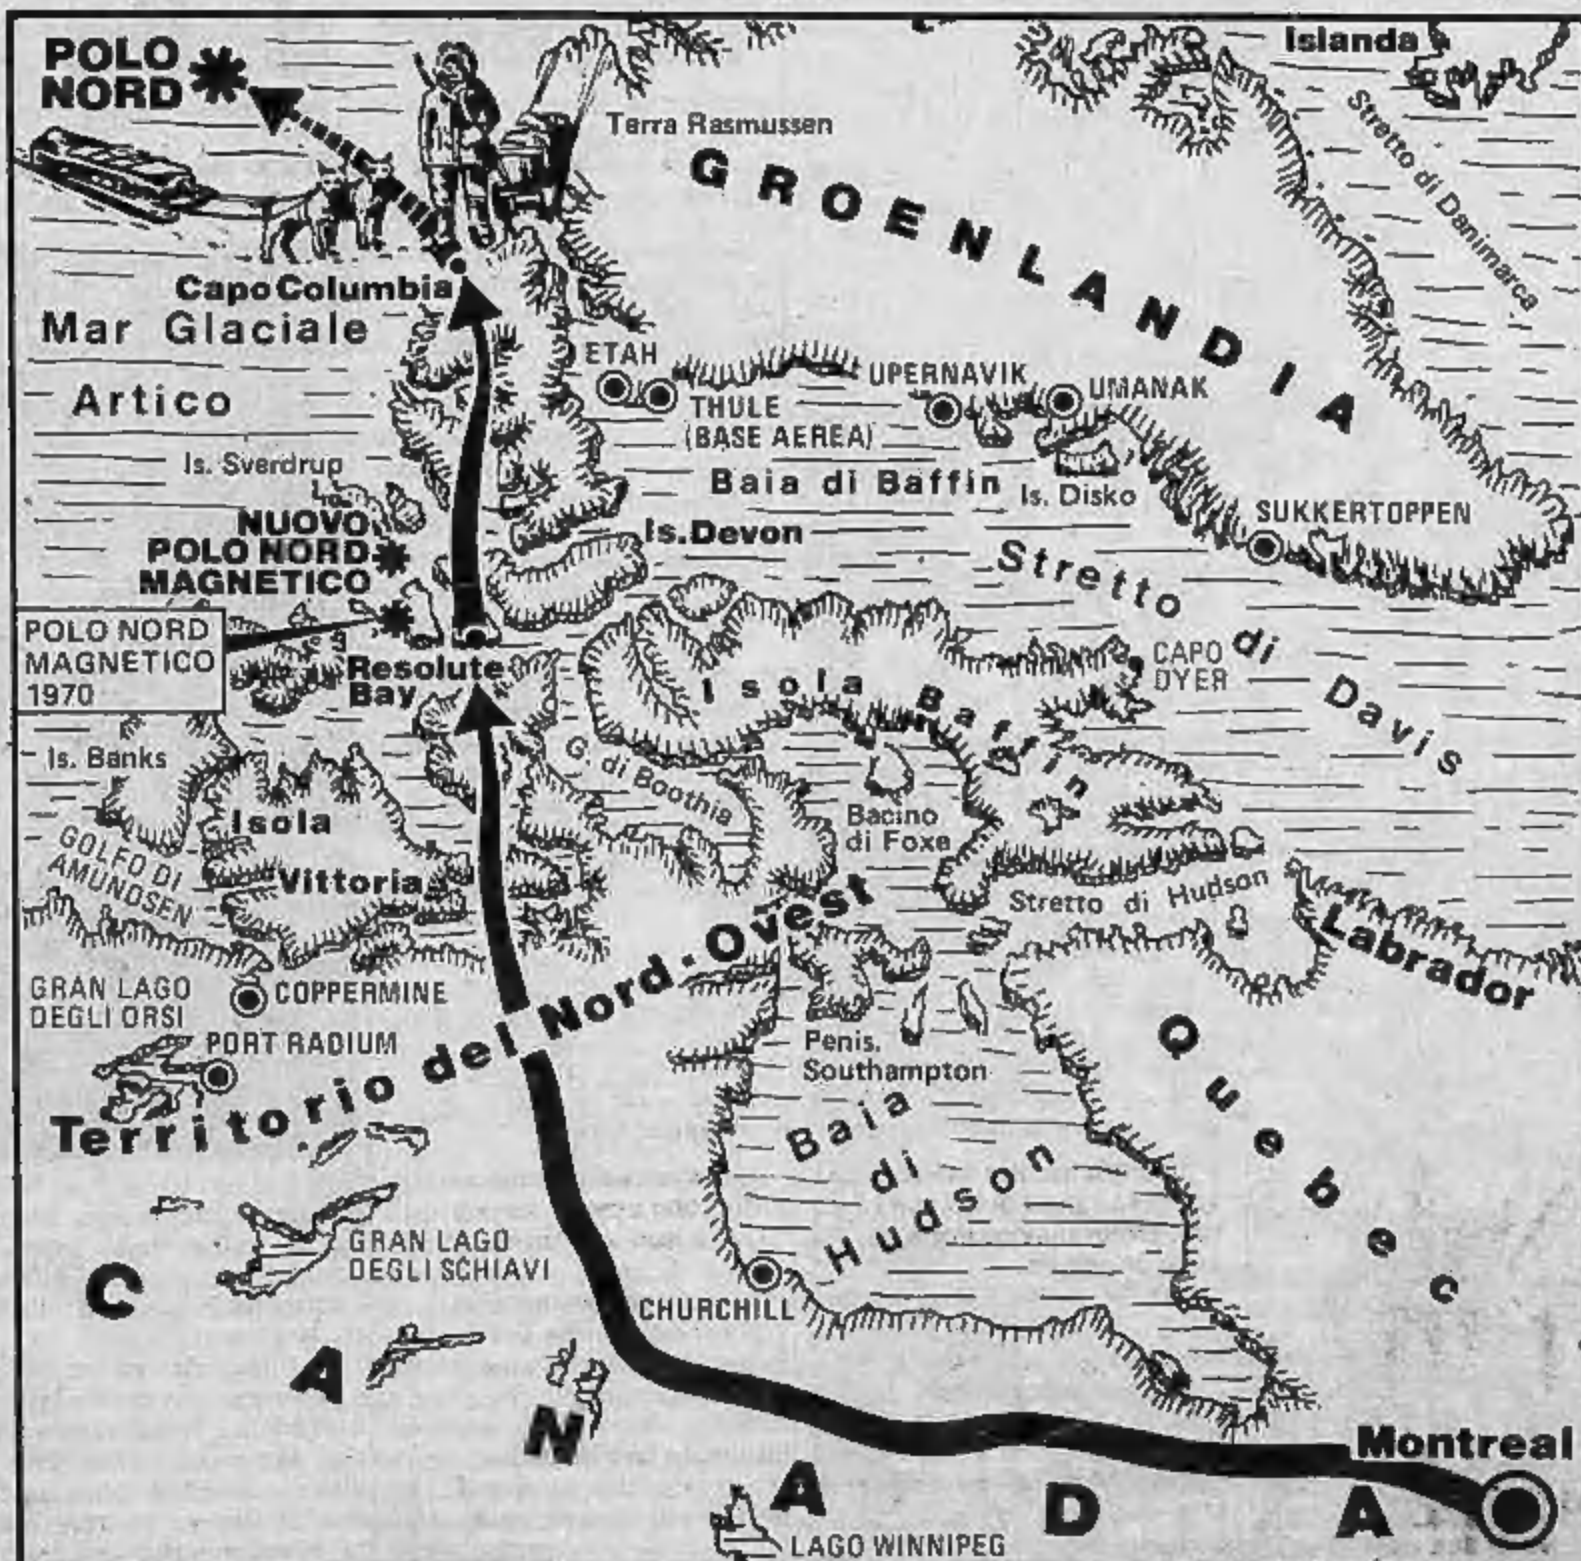 POLO
NORD
Islanda
Terra Rasmussen
Stretto di Danimarca
GROENLANDIA
Capo Columbia
Mar Glaciale
Artico
ETAH
THULE
(BASE AEREA)
UPERNAVIK
UMANAK
Is. Sverdrup
Baia di Baffin
Is. Disko
SUKKERTOPPEN
NUOVO
POLO NORD
MAGNETICO
Is. Devon
Stretto di Davis
POLO NORD
MAGNETICO
1970
Resolute
Bay
Isola Baffin
CAPO
DYER
Is. Banks
G. di Boothia
Isola
Vittoria
Bacino
di Foxe
GOLFO DI
AMUNDSEN
Stretto di Hudson
Labrador
GRAN LAGO
DEGLI ORSI
COPPERMINE
PORT RADIUM
Territorio del Nord-Ovest
Penis.
Southampton
Quebec
Baia
di
Hudson
GRAN LAGO
DEGLI SCHIAVI
CHURCHILL
CANADA
Montreal
LAGO WINNIPEG